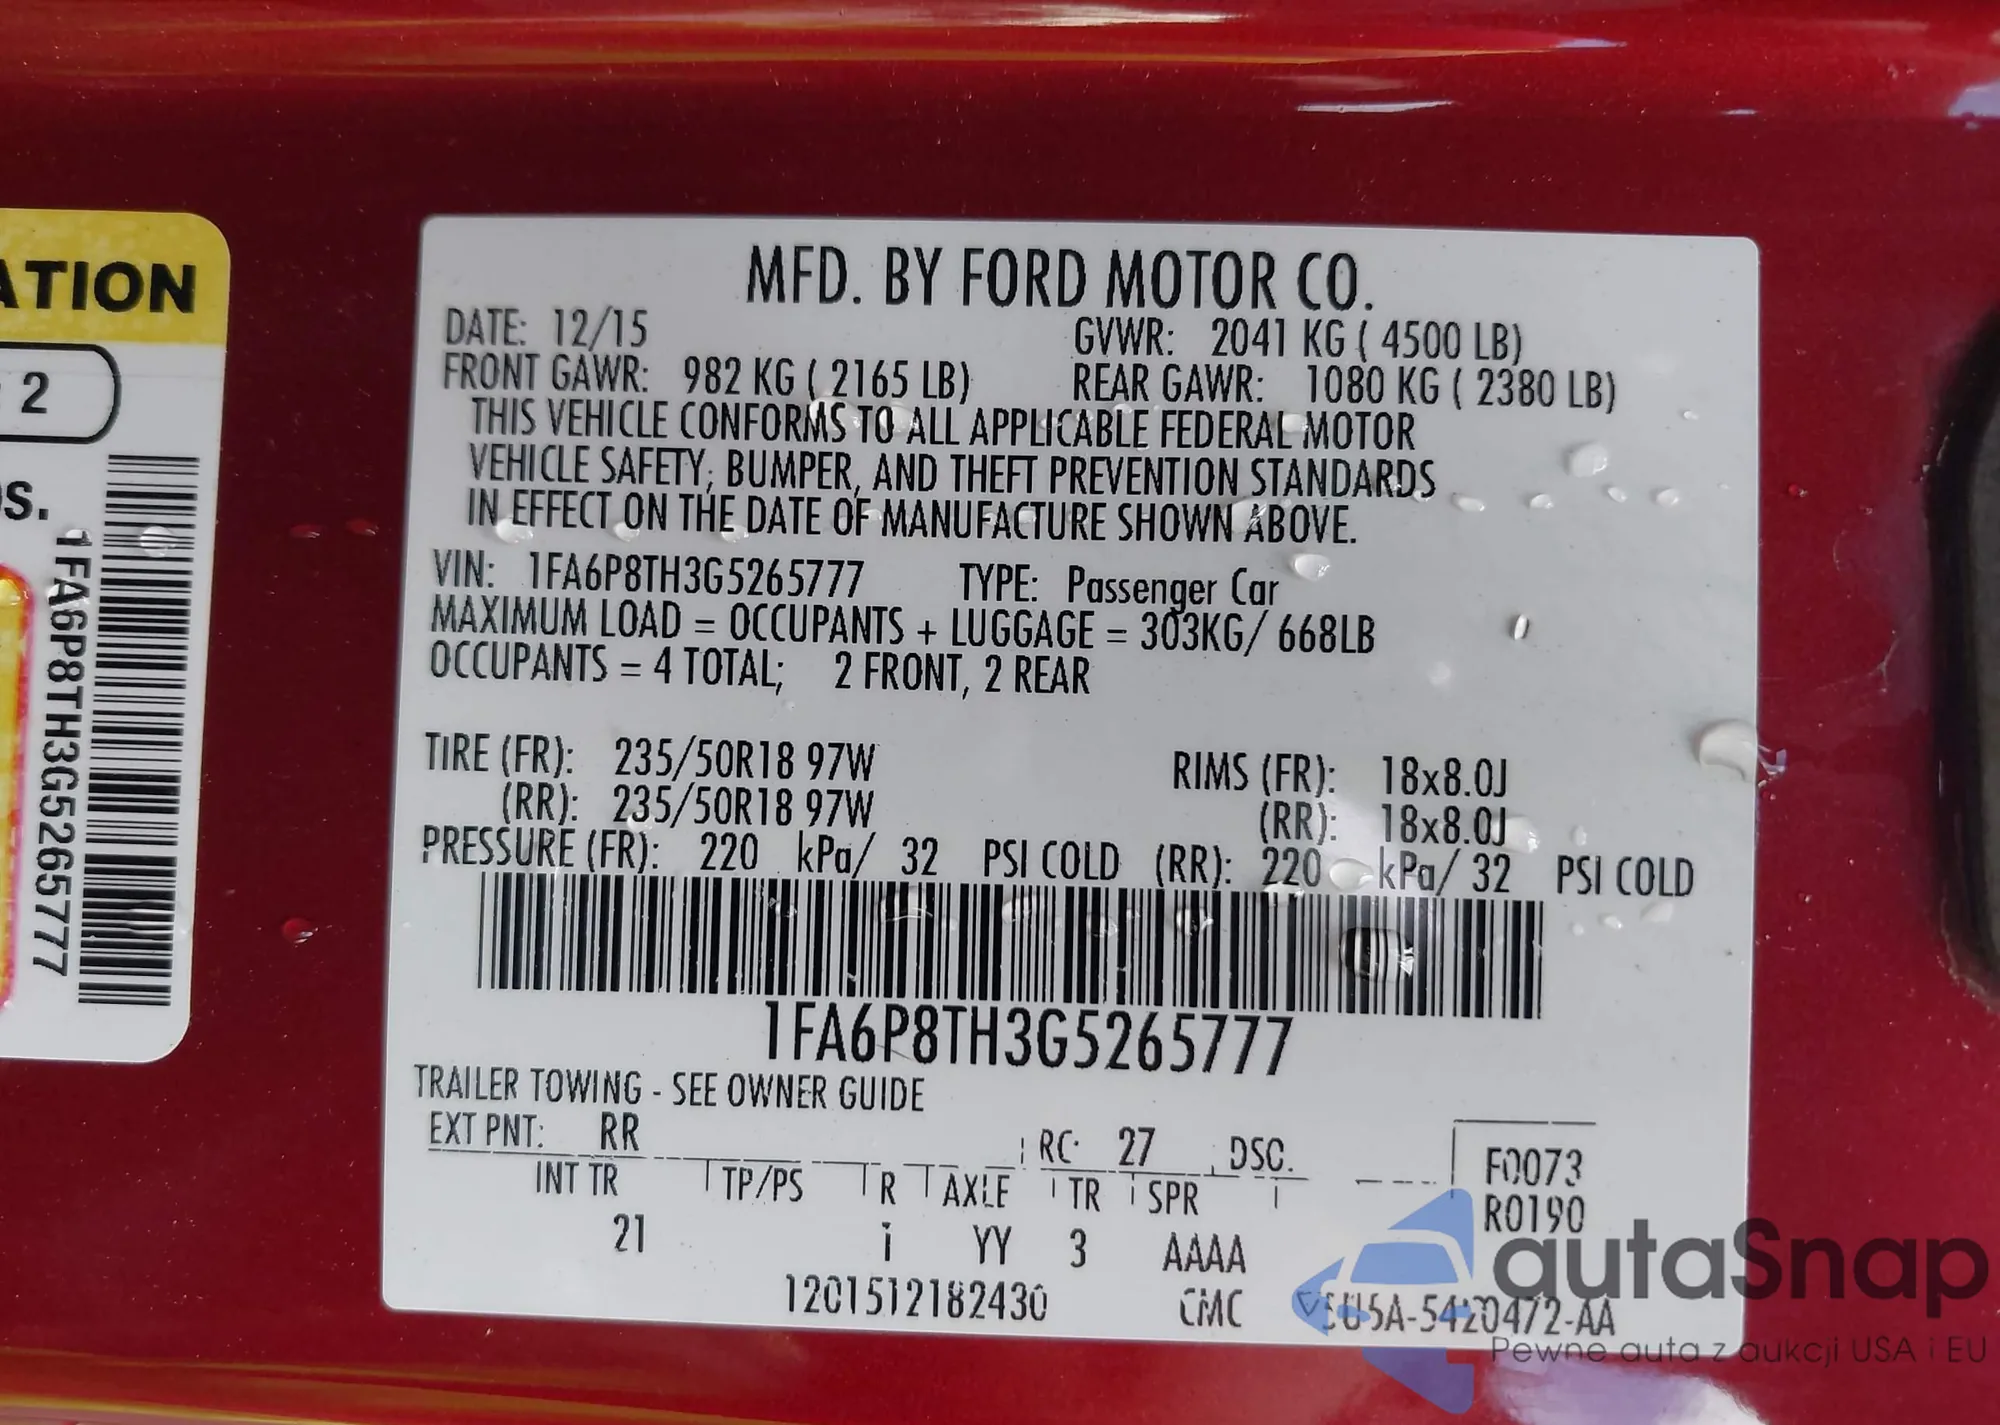 ATION
2
S.
1FA6P8TH3G5265777
MFD. BY FORD MOTOR CO.
DATE: 12/15 GVWR: 2041 KG ( 4500 LB)
FRONT GAWR: 982 KG ( 2165 LB) REAR GAWR: 1080 KG ( 2380 LB)
THIS VEHICLE CONFORMS TO ALL APPLICABLE FEDERAL MOTOR
VEHICLE SAFETY, BUMPER, AND THEFT PREVENTION STANDARDS
IN EFFECT ON THE DATE OF MANUFACTURE SHOWN ABOVE.
VIN: 1FA6P8TH3G5265777 TYPE: Passenger Car
MAXIMUM LOAD = OCCUPANTS + LUGGAGE = 303KG/ 668LB
OCCUPANTS = 4 TOTAL; 2 FRONT, 2 REAR
TIRE (FR): 235/50R18 97W RIMS (FR): 18x8.0J
(RR): 235/50R18 97W (RR): 18x8.0J
PRESSURE (FR): 220 kPa/ 32 PSI COLD (RR): 220 kPa/ 32 PSI COLD
1FA6P8TH3G5265777
TRAILER TOWING - SEE OWNER GUIDE
EXT PNT: RR RC: 27 DSO: F0073
INT TR TP/PS R AXLE TR SPR R0190
21 YY 3 AAAA
1201512182430 CMC
autaSnap
Pewne auta z aukcji USA i EU